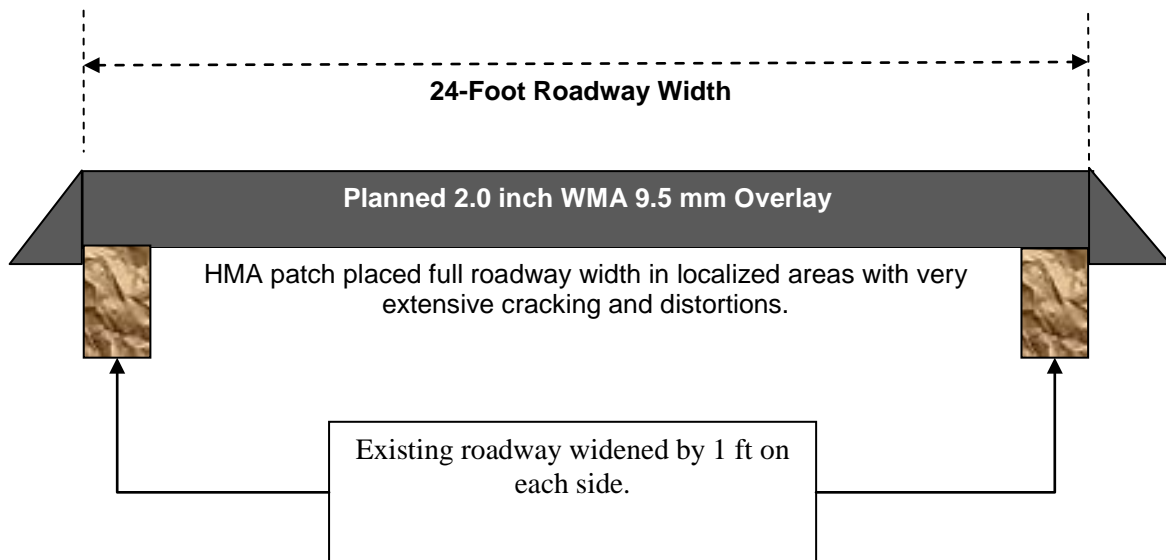 24-Foot Roadway Width
Planned 2.0 inch WMA 9.5 mm Overlay
HMA patch placed full roadway width in localized areas with very
extensive cracking and distortions.
Existing roadway widened by 1 ft on
each side.